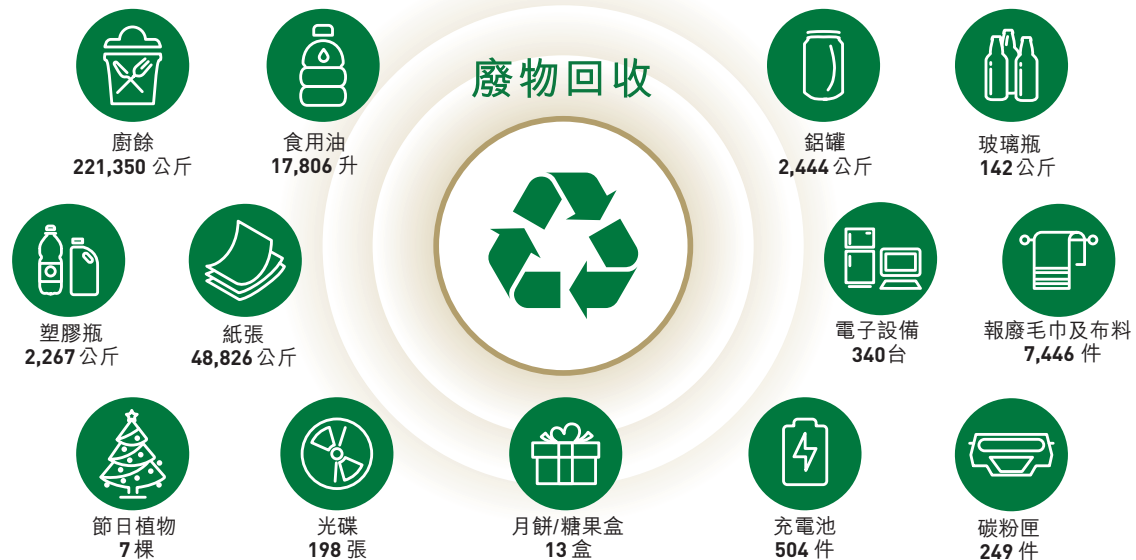 廢物回收
廚餘
221,350 公斤
食用油
17,806 升
鋁罐
2,444 公斤
玻璃瓶
142 公斤
塑膠瓶
2,267 公斤
紙張
48,826 公斤
電子設備
340 台
報廢毛巾及布料
7,446 件
節日植物
7 棵
光碟
198 張
月餅/糖果盒
13 盒
充電池
504 件
碳粉匣
249 件